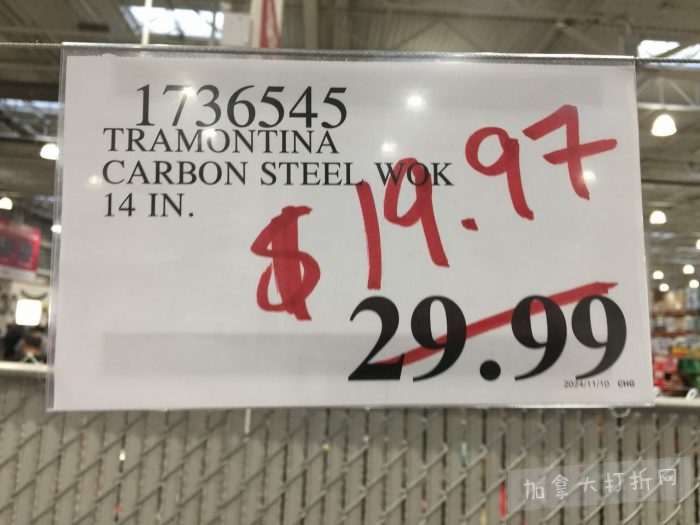 1736545
TRAMONTINA
CARBON STEEL WOK
14 IN.
$19.97
29.99
2024/11/10 CHG
加拿大打折网